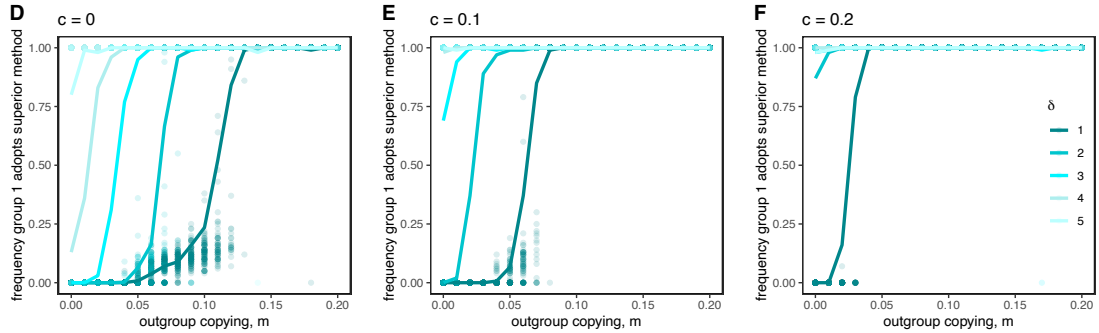 D
c = 0
frequency group 1 adopts superior method
1.00
0.75
0.50
0.25
0.00
0.00 0.05 0.10 0.15 0.20
outgroup copying, m
E
c = 0.1
frequency group 1 adopts superior method
1.00
0.75
0.50
0.25
0.00
0.00 0.05 0.10 0.15 0.20
outgroup copying, m
F
c = 0.2
frequency group 1 adopts superior method
1.00
0.75
0.50
0.25
0.00
0.00 0.05 0.10 0.15 0.20
outgroup copying, m
δ
1
2
3
4
5